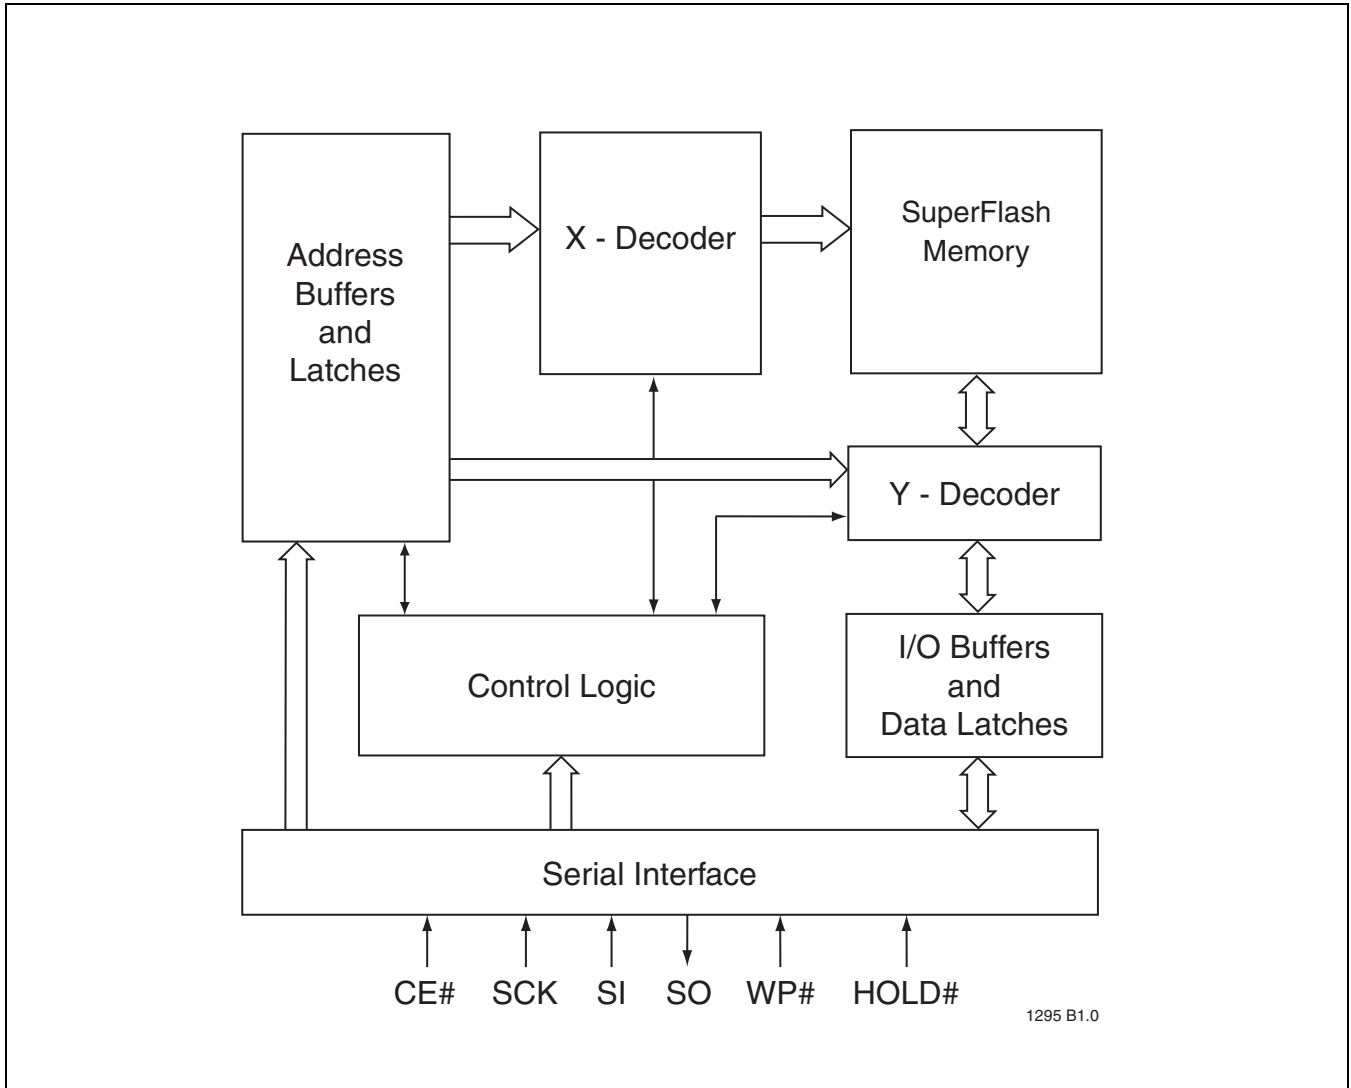 Address
Buffers
and
Latches
X - Decoder
SuperFlash
Memory
Y - Decoder
Control Logic
I/O Buffers
and
Data Latches
Serial Interface
CE# SCK SI SO WP# HOLD#
1295 B1.0